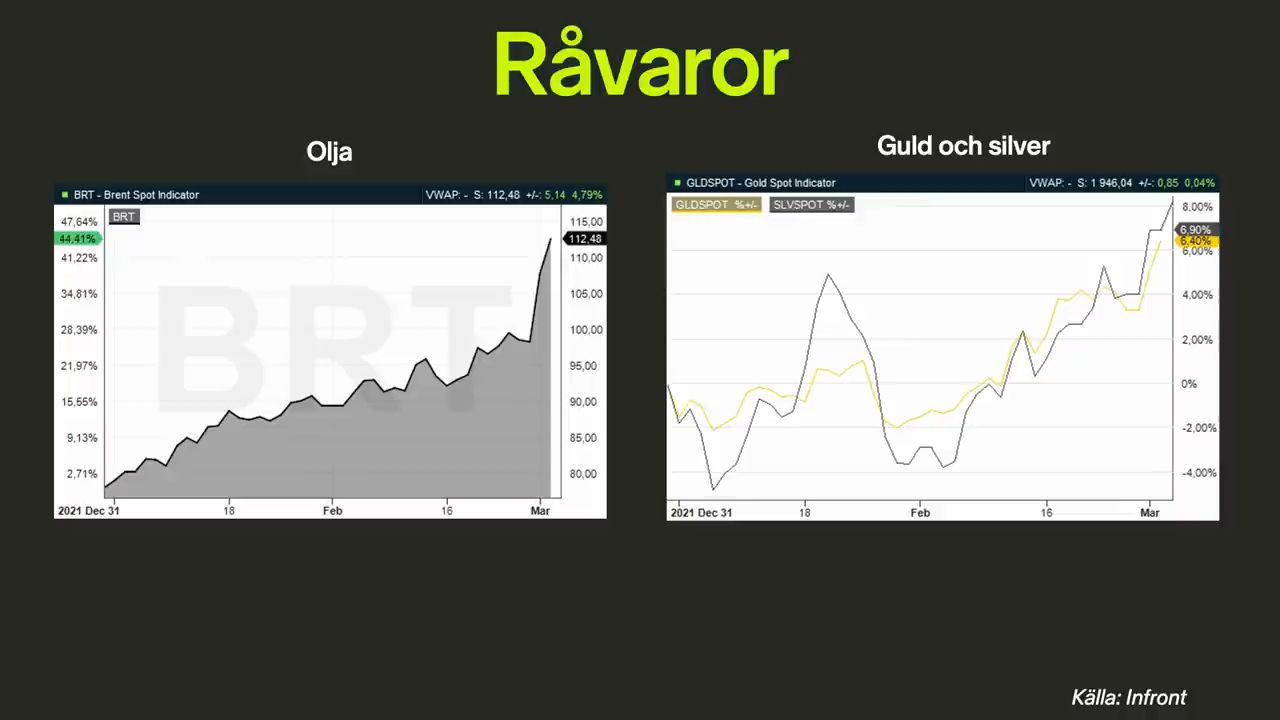 Råvaror
Olja
BRT - Brent Spot Indicator VWAP: - S: 112,48 +/-: 5,14 4,79%
BRT
47,64%
44,41%
41,22%
34,81%
28,39%
21,97%
15,55%
9,13%
2,71%
BRT
115,00
112,48
110,00
105,00
100,00
95,00
90,00
85,00
80,00
2021 Dec 31 18 Feb 16 Mar
Guld och silver
GLDSPOT - Gold Spot Indicator VWAP: - S: 1 946,04 +/-: 0,85 0,04%
GLDSPOT %+/- SLVSPOT %+/-
8,00%
6,90%
6,40%
6,00%
4,00%
2,00%
0%
-2,00%
-4,00%
2021 Dec 31 18 Feb 16 Mar
Källa: Infront